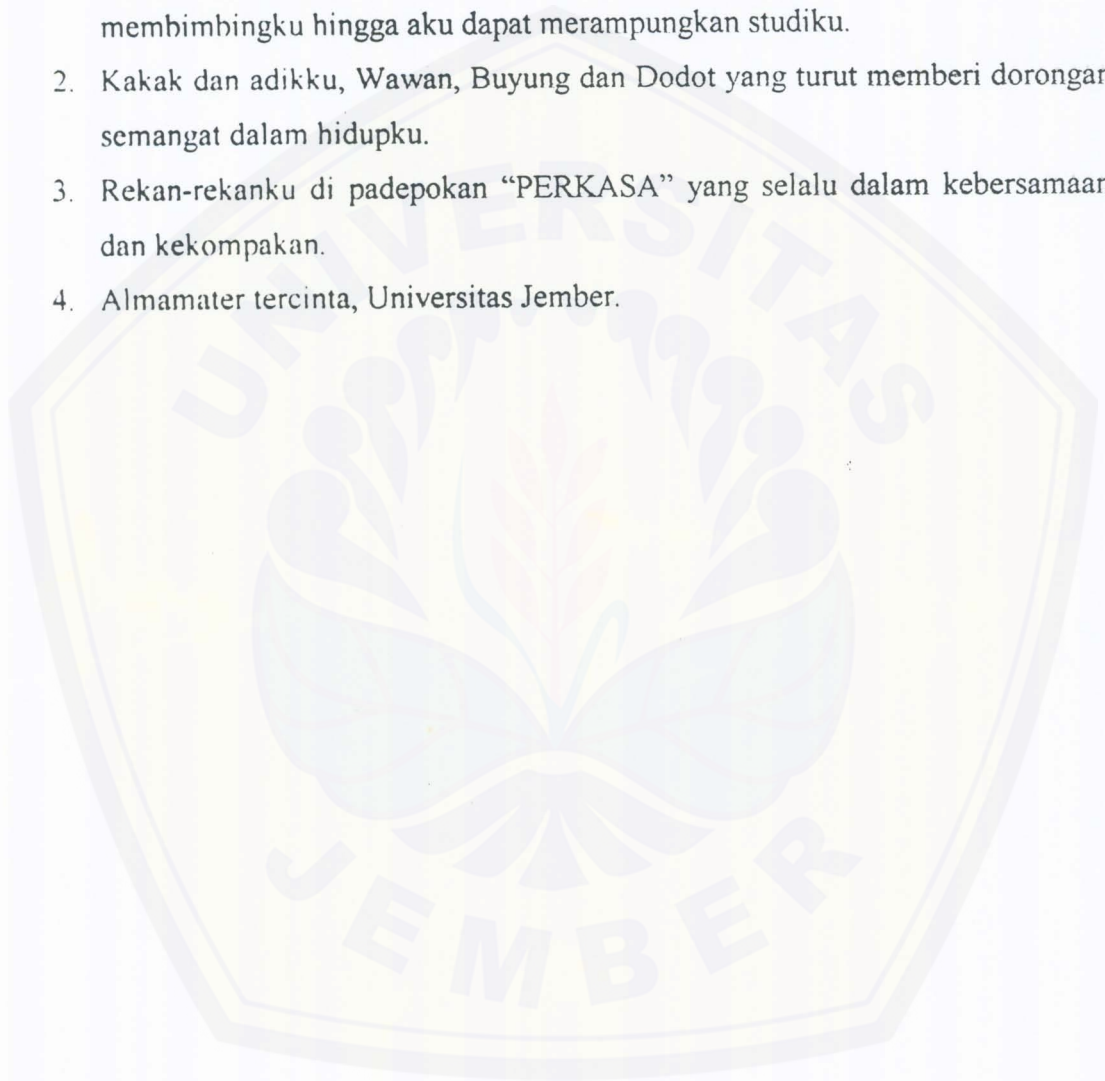 membimbingku hingga aku dapat merampungkan studiku.
2. Kakak dan adikku, Wawan, Buyung dan Dodot yang turut memberi dorongan
semangat dalam hidupku.
3. Rekan-rekanku di padepokan “PERKASA” yang selalu dalam kebersamaan
dan kekompakan.
4. Almamater tercinta, Universitas Jember.
UNIVERSITAS
JEMBER